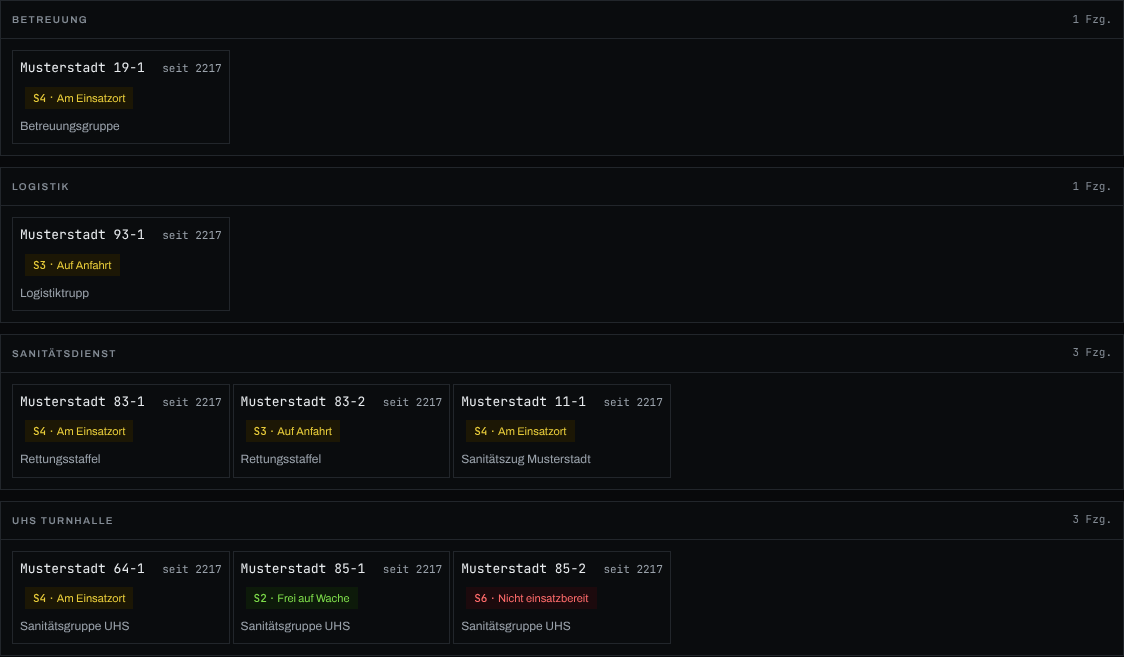 BETREUUNG 1 Fzg.
Musterstadt 19-1 seit 2217
S4 · Am Einsatzort
Betreuungsgruppe
LOGISTIK 1 Fzg.
Musterstadt 93-1 seit 2217
S3 · Auf Anfahrt
Logistiktrupp
SANITÄTSDIENST 3 Fzg.
Musterstadt 83-1 seit 2217 Musterstadt 83-2 seit 2217 Musterstadt 11-1 seit 2217
S4 · Am Einsatzort S3 · Auf Anfahrt S4 · Am Einsatzort
Rettungsstaffel Rettungsstaffel Sanitätszug Musterstadt
UHS TURNHALLE 3 Fzg.
Musterstadt 64-1 seit 2217 Musterstadt 85-1 seit 2217 Musterstadt 85-2 seit 2217
S4 · Am Einsatzort S2 · Frei auf Wache S6 · Nicht einsatzbereit
Sanitätsgruppe UHS Sanitätsgruppe UHS Sanitätsgruppe UHS